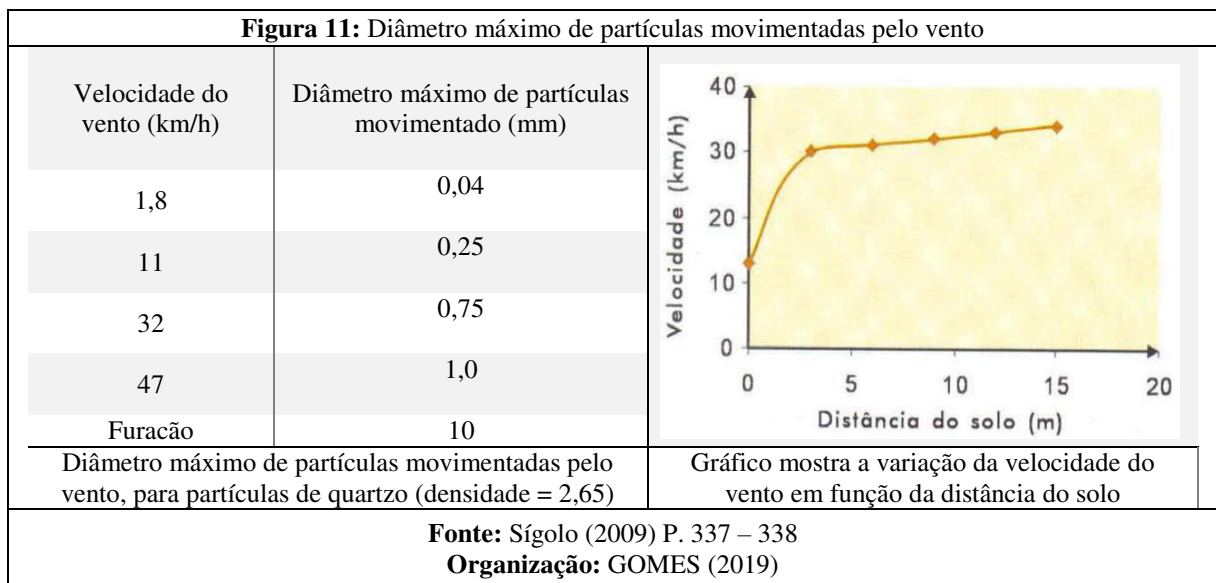 Figura 11: Diâmetro máximo de partículas movimentadas pelo vento
Velocidade do
vento (km/h)
Diâmetro máximo de partículas
movimentado (mm)
1,8
0,04
11
0,25
32
0,75
47
1,0
Furacão
10
Diâmetro máximo de partículas movimentadas pelo
vento, para partículas de quartzo (densidade = 2,65)
Velocidade (km/h)
40
30
20
10
0
0 5 10 15 20
Distância do solo (m)
Gráfico mostra a variação da velocidade do
vento em função da distância do solo
Fonte: Sígolo (2009) P. 337 – 338
Organização: GOMES (2019)